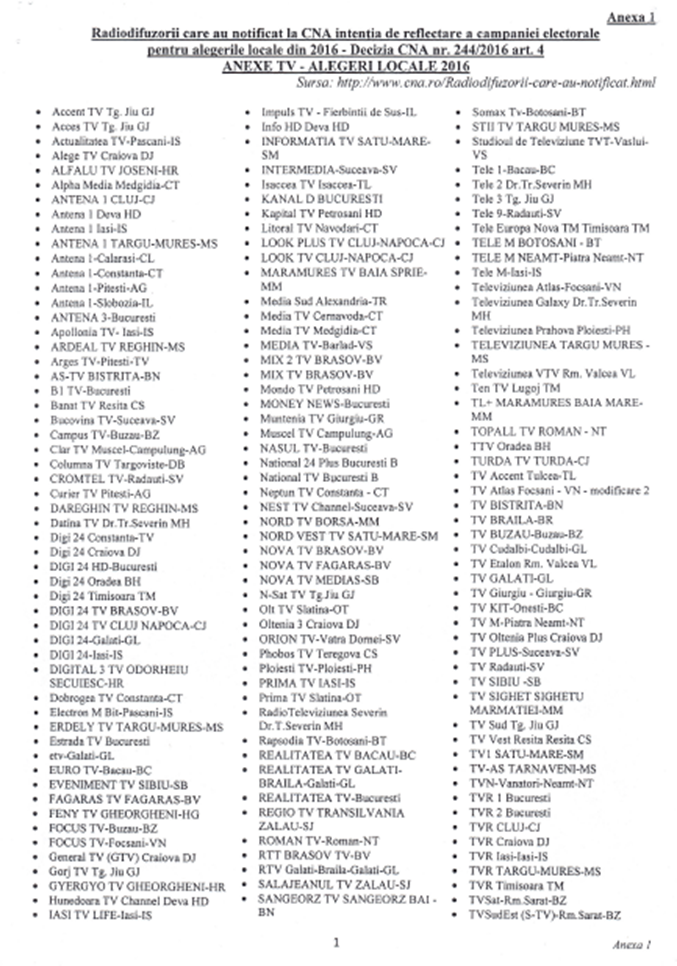 Anexa 1
Radiodifuzorii care au notificat la CNA intenția de reflectare a campaniei electorale
pentru alegerile locale din 2016 - Decizia CNA nr. 244/2016 art. 4
ANEXE TV - ALEGERI LOCALE 2016
Sursa: http://www.cna.ro/Radiodifuzorii-care-au-notificat.html
• Accent TV Tg. Jiu GJ
• Acces TV Tg. Jiu GJ
• Actualitatea TV-Pascani-IS
• Alege TV Craiova DJ
• ALFALU TV JOSENI-HR
• Alpha Media Medgidia-CT
• ANTENA 1 CLUJ-CJ
• Antena 1 Deva HD
• Antena 1 Iasi-IS
• ANTENA 1 TARGU-MURES-MS
• Antena 1-Calarasi-CL
• Antena 1-Constanta-CT
• Antena 1-Pitesti-AG
• Antena 1-Slobozia-IL
• ANTENA 3-Bucuresti
• Apollonia TV- Iasi-IS
• ARDEAL TV REGHIN-MS
• Arges TV-Pitesti-TV
• AS-TV BISTRITA-BN
• B1 TV-Bucuresti
• Banat TV Resita CS
• Bucovina TV-Suceava-SV
• Campus TV-Buzau-BZ
• Clar TV Muscel-Campulung-AG
• Columna TV Targoviste-DB
• CROMTEL TV-Radauti-SV
• Curier TV Pitesti-AG
• DAREGHIN TV REGHIN-MS
• Datina TV Dr.Tr.Severin MH
• Digi 24 Constanta-TV
• Digi 24 Craiova DJ
• DIGI 24 HD-Bucuresti
• Digi 24 Oradea BH
• Digi 24 Timisoara TM
• DIGI 24 TV BRASOV-BV
• DIGI 24 TV CLUJ NAPOCA-CJ
• DIGI 24-Galati-GL
• DIGI 24-Iasi-IS
• DIGITAL 3 TV ODORHEIU
SECUIESC-HR
• Dobrogea TV Constanta-CT
• Electron M Bit-Pascani-IS
• ERDELY TV TARGU-MURES-MS
• Estrada TV Bucuresti
• etv-Galati-GL
• EURO TV-Bacau-BC
• EVENIMENT TV SIBIU-SB
• FAGARAS TV FAGARAS-BV
• FENY TV GHEORGHENI-HG
• FOCUS TV-Buzau-BZ
• FOCUS TV-Focsani-VN
• General TV (GTV) Craiova DJ
• Gorj TV Tg. Jiu GJ
• GYERGYO TV GHEORGHENI-HR
• Hunedoara TV Channel Deva HD
• IASI TV LIFE-Iasi-IS
• Impuls TV - Fierbintii de Sus-IL
• Info HD Deva HD
• INFORMATIA TV SATU-MARE-
SM
• INTERMEDIA-Suceava-SV
• Isaccea TV Isaccea-TL
• KANAL D BUCURESTI
• Kapital TV Petrosani HD
• Litoral TV Navodari-CT
• LOOK PLUS TV CLUJ-NAPOCA-CJ
• LOOK TV CLUJ-NAPOCA-CJ
• MARAMURES TV BAIA SPRIE-
MM
• Media Sud Alexandria-TR
• Media TV Cernavoda-CT
• Media TV Medgidia-CT
• MEDIA TV-Barlad-VS
• MIX 2 TV BRASOV-BV
• MIX TV BRASOV-BV
• Mondo TV Petrosani HD
• MONEY NEWS-Bucuresti
• Muntenia TV Giurgiu-GR
• Muscel TV Campulung-AG
• NASUL TV-Bucuresti
• National 24 Plus Bucuresti B
• National TV Bucuresti B
• Neptun TV Constanta - CT
• NEST TV Channel-Suceava-SV
• NORD TV BORSA-MM
• NORD VEST TV SATU-MARE-SM
• NOVA TV BRASOV-BV
• NOVA TV FAGARAS-BV
• NOVA TV MEDIAS-SB
• N-Sat TV Tg.Jiu GJ
• Olt TV Slatina-OT
• Oltenia 3 Craiova DJ
• ORION TV-Vatra Dornei-SV
• Phobos TV Teregova CS
• Ploiesti TV-Ploiesti-PH
• PRIMA TV IASI-IS
• Prima TV Slatina-OT
• RadioTeleviziunea Severin
Dr.T.Severin MH
• Rapsodia TV-Botosani-BT
• REALITATEA TV BACAU-BC
• REALITATEA TV GALATI-
BRAILA-Galati-GL
• REALITATEA TV-Bucuresti
• REGIO TV TRANSILVANIA
ZALAU-SJ
• ROMAN TV-Roman-NT
• RTT BRASOV TV-BV
• RTV Galati-Braila-Galati-GL
• SALAJEANUL TV ZALAU-SJ
• SANGEORZ TV SANGEORZ BAI -
BN
• Somax Tv-Botosani-BT
• STII TV TARGU MURES-MS
• Studioul de Televiziune TVT-Vaslui-
VS
• Tele 1-Bacau-BC
• Tele 2 Dr.Tr.Severin MH
• Tele 3 Tg. Jiu GJ
• Tele 9-Radauti-SV
• Tele Europa Nova TM Timisoara TM
• TELE M BOTOSANI - BT
• TELE M NEAMT-Piatra Neamt-NT
• Tele M-Iasi-IS
• Televiziunea Atlas-Focsani-VN
• Televiziunea Galaxy Dr.Tr.Severin
MH
• Televiziunea Prahova Ploiesti-PH
• TELEVIZIUNEA TARGU MURES -
MS
• Televiziunea VTV Rm. Valcea VL
• Ten TV Lugoj TM
• TL+ MARAMURES BAIA MARE-
MM
• TOPALL TV ROMAN - NT
• TTV Oradea BH
• TURDA TV TURDA-CJ
• TV Accent Tulcea-TL
• TV Atlas Focsani - VN - modificare 2
• TV BISTRITA-BN
• TV BRAILA-BR
• TV BUZAU-Buzau-BZ
• TV Cudalbi-Cudalbi-GL
• TV Etalon Rm. Valcea VL
• TV GALATI-GL
• TV Giurgiu - Giurgiu-GR
• TV KIT-Onesti-BC
• TV M-Piatra Neamt-NT
• TV Oltenia Plus Craiova DJ
• TV PLUS-Suceava-SV
• TV Radauti-SV
• TV SIBIU -SB
• TV SIGHET SIGHETU
MARMATIEI-MM
• TV Sud Tg. Jiu GJ
• TV Vest Resita Resita CS
• TV1 SATU-MARE-SM
• TV-AS TARNAVENI-MS
• TVN-Vanatori-Neamt-NT
• TVR 1 Bucuresti
• TVR 2 Bucuresti
• TVR CLUJ-CJ
• TVR Craiova DJ
• TVR Iasi-Iasi-IS
• TVR TARGU-MURES-MS
• TVR Timisoara TM
• TVSat-Rm.Sarat-BZ
• TVSudEst (S-TV)-Rm.Sarat-BZ
1
Anexa 1